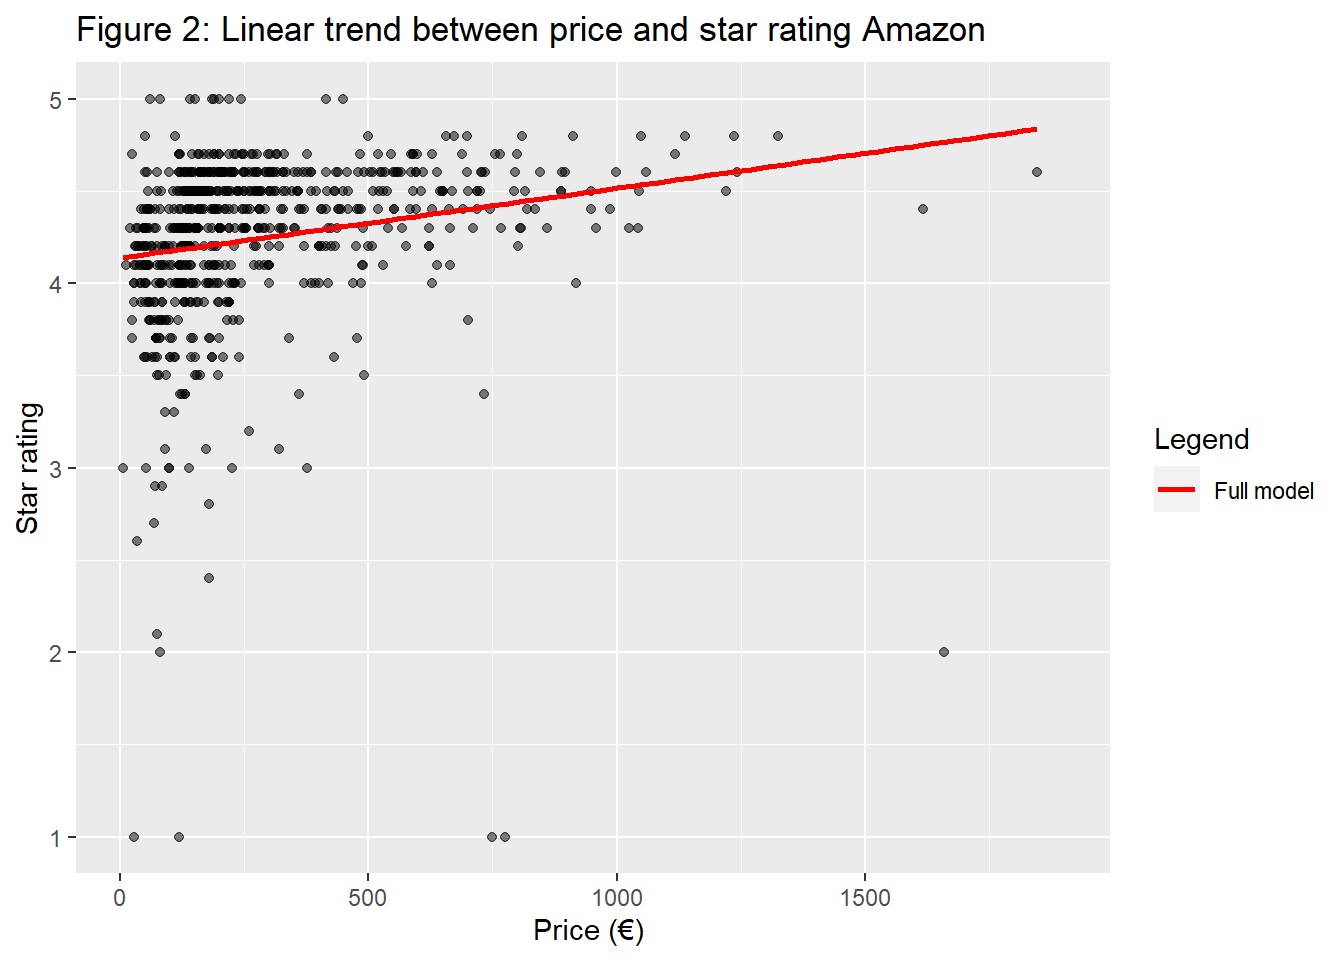 Figure 2: Linear trend between price and star rating Amazon
Star rating
5
4
3
2
1
0
500
1000
1500
Price (€)
Legend
Full model